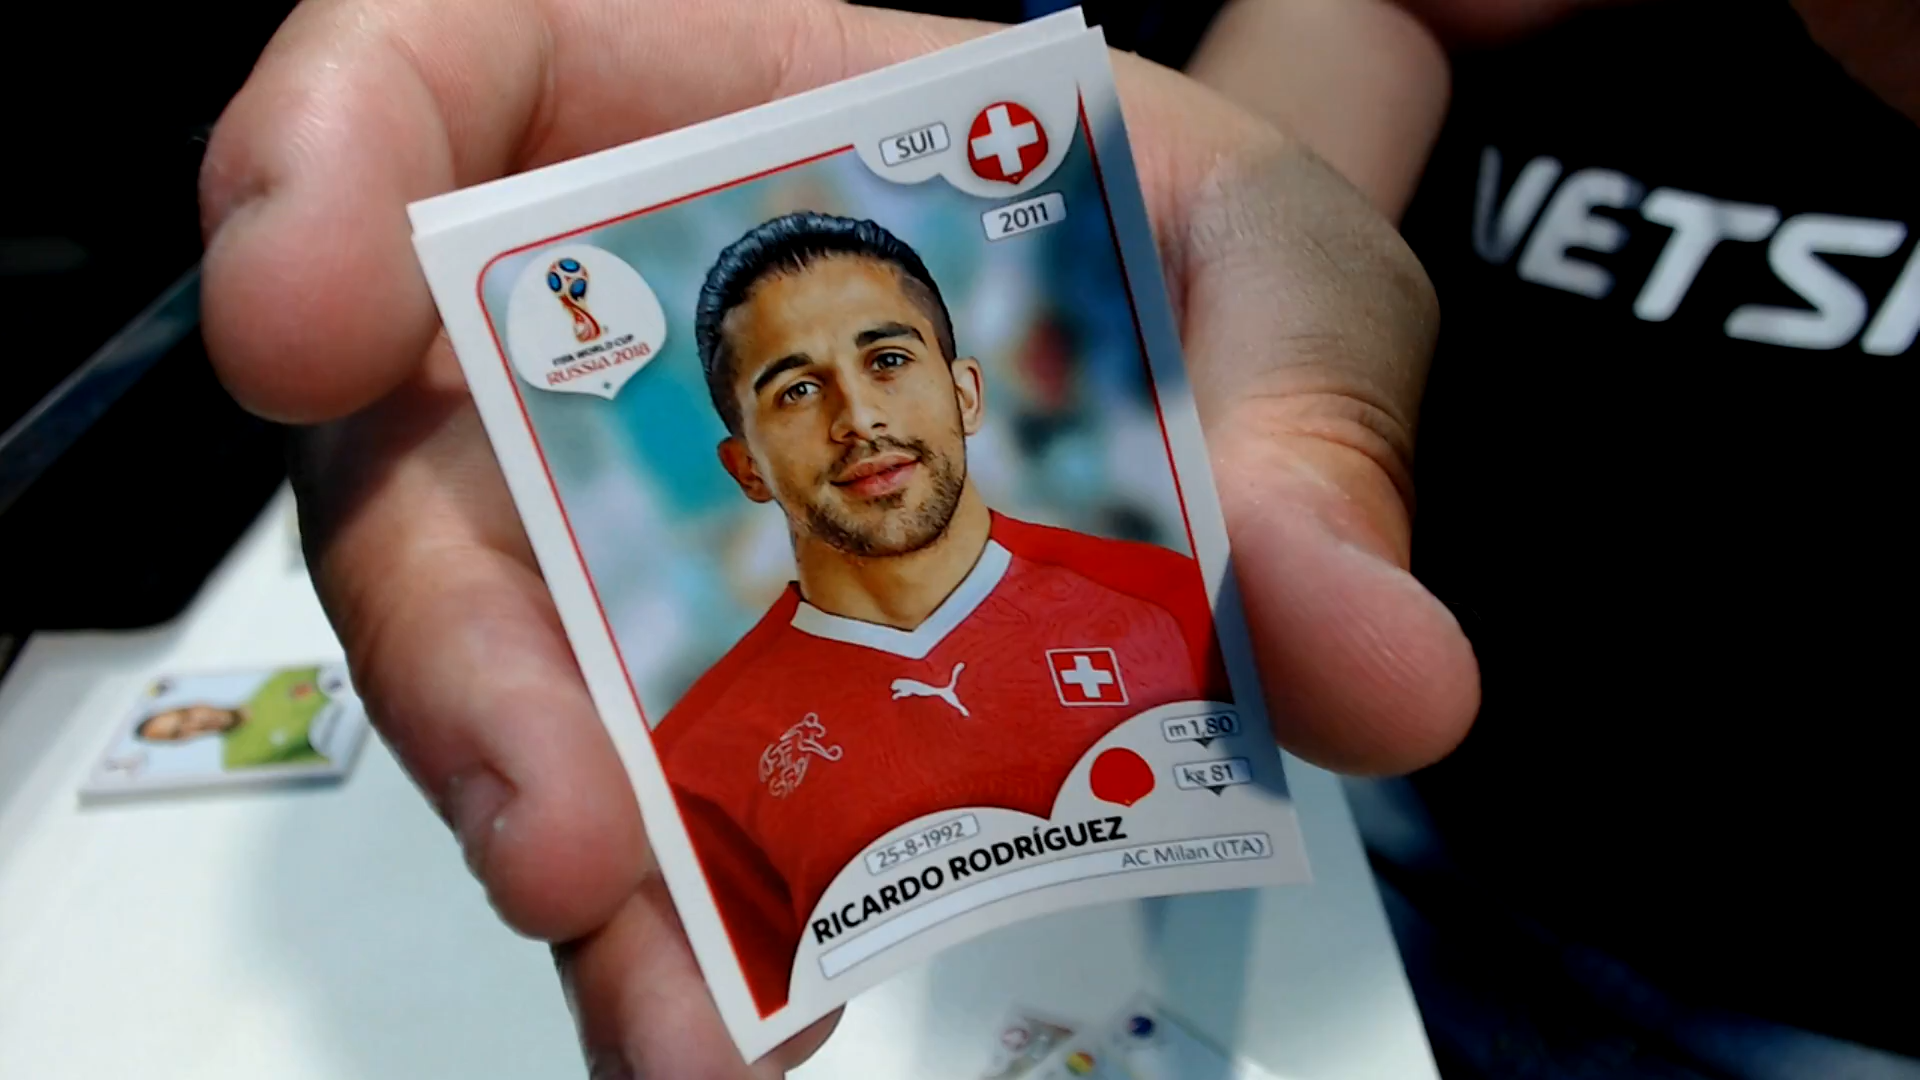 SUI
2011
FIFA WORLD CUP
RUSSIA 2018
m 1,80
kg 81
25-8-1992
RICARDO RODRÍGUEZ
AC Milan (ITA)
VETS